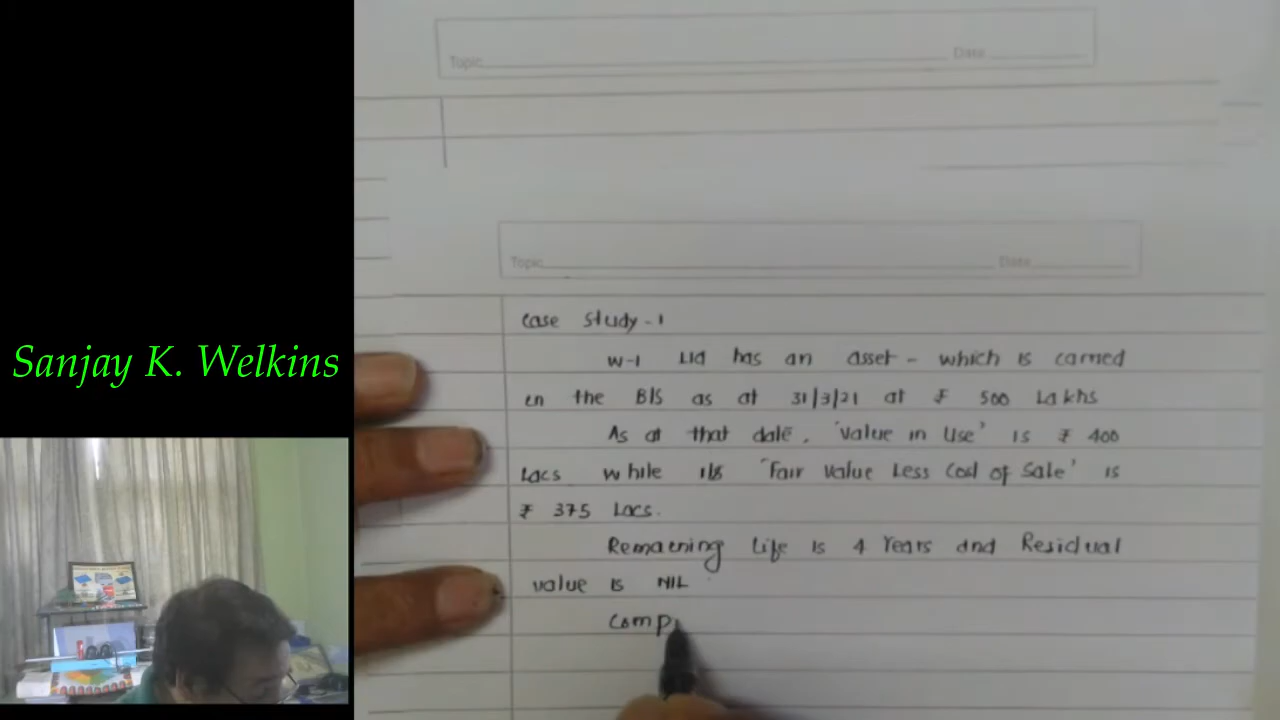 Topic Date
Topic Date
Case Study - 1
W-1 Ltd has an asset - which is carried
in the B/S as at 31/3/21 at ₹ 500 Lakhs
As at that date, 'Value in Use' is ₹ 400
Lacs while its 'Fair Value Less Cost of Sale' is
₹ 375 Lacs.
Remaining Life is 4 Years and Residual
value is NIL
Comp
Sanjay K. Welkins